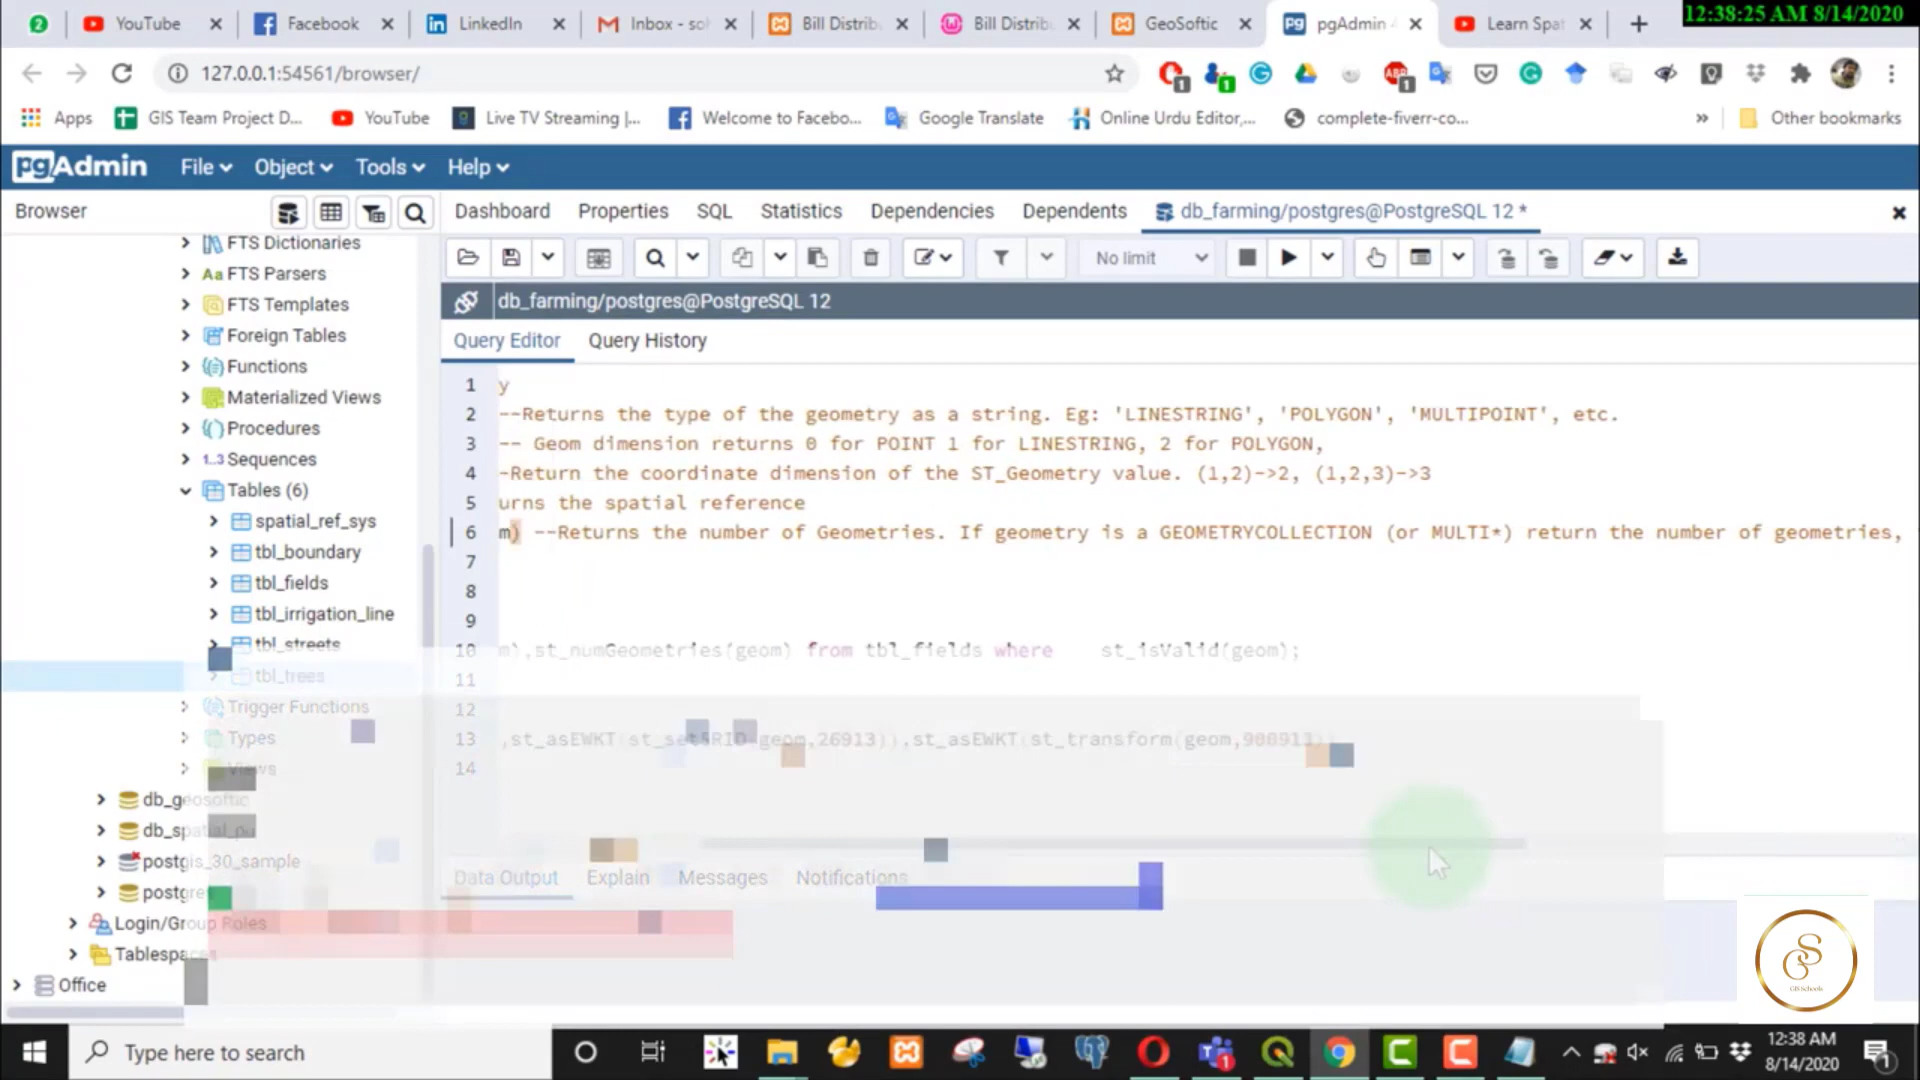 2 YouTube Facebook LinkedIn Inbox - sol Bill Distrib Bill Distrib GeoSoftic pgAdmin Learn Spat 12:38:25 AM 8/14/2020
127.0.0.1:54561/browser/
Apps GIS Team Project D... YouTube Live TV Streaming |... Welcome to Facebo... Google Translate Online Urdu Editor,... complete-fiverr-co... » Other bookmarks
pgAdmin File Object Tools Help
Browser Dashboard Properties SQL Statistics Dependencies Dependents db_farming/postgres@PostgreSQL 12 *
No limit
db_farming/postgres@PostgreSQL 12
Query Editor Query History
FTS Dictionaries
FTS Parsers
FTS Templates
Foreign Tables
Functions
Materialized Views
Procedures
1..3 Sequences
Tables (6)
spatial_ref_sys
tbl_boundary
tbl_fields
tbl_irrigation_line
tbl_streets
tbl_trees
Trigger Functions
Types
Views
db_geosoftic
postgis_30_sample
Login/Group Roles
Office
1 y
2 --Returns the type of the geometry as a string. Eg: 'LINESTRING', 'POLYGON', 'MULTIPOINT', etc.
3 -- Geom dimension returns 0 for POINT 1 for LINESTRING, 2 for POLYGON,
4 -Return the coordinate dimension of the ST_Geometry value. (1,2)->2, (1,2,3)->3
5 urns the spatial reference
6 m) --Returns the number of Geometries. If geometry is a GEOMETRYCOLLECTION (or MULTI*) return the number of geometries,
7
8
9
10 m),st_numGeometries(geom) from tbl_fields where st_isValid(geom);
11
12
13 ,st_asEWKT(st_setSRID(geom,26913)),st_asEWKT(st_transform(geom,900913))
14
Data Output Explain Messages Notifications
GIS Schools
Type here to search
12:38 AM
8/14/2020
1